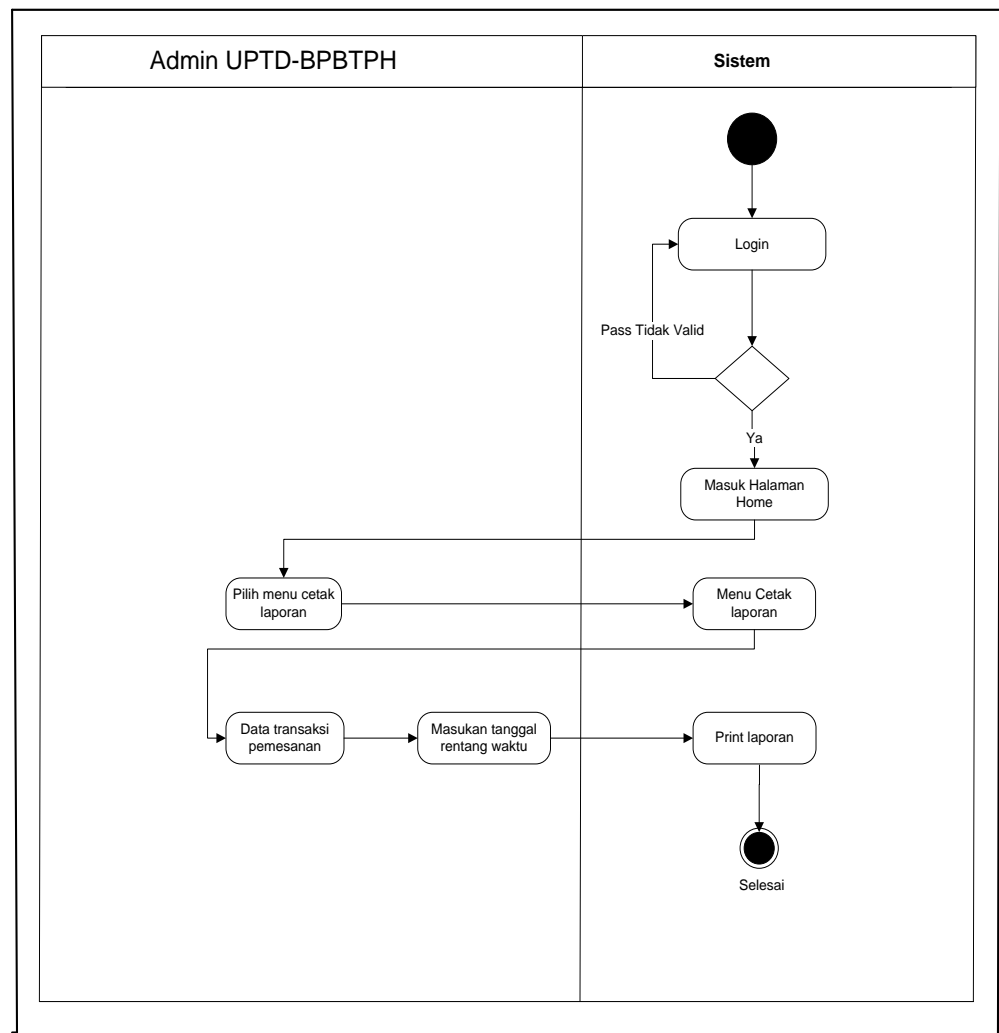 Admin UPTD-BPBTPH
Sistem
Login
Pass Tidak Valid
Ya
Masuk Halaman
Home
Pilih menu cetak
laporan
Menu Cetak
laporan
Data transaksi
pemesanan
Masukan tanggal
rentang waktu
Print laporan
Selesai